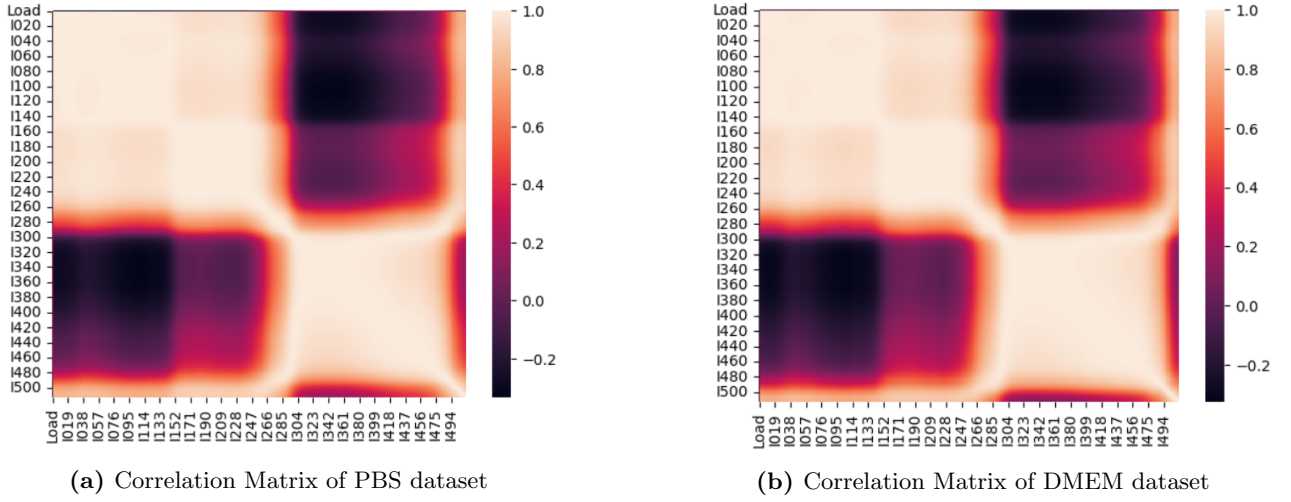 Load
I020
I040
I060
I080
I100
I120
I140
I160
I180
I200
I220
I240
I260
I280
I300
I320
I340
I360
I380
I400
I420
I440
I460
I480
I500
Load
I019
I038
I057
I076
I095
I114
I133
I152
I171
I190
I209
I228
I247
I266
I285
I304
I323
I342
I361
I380
I399
I418
I437
I456
I475
I494
1.0
0.8
0.6
0.4
0.2
0.0
−0.2
(a) Correlation Matrix of PBS dataset
Load
I020
I040
I060
I080
I100
I120
I140
I160
I180
I200
I220
I240
I260
I280
I300
I320
I340
I360
I380
I400
I420
I440
I460
I480
I500
Load
I019
I038
I057
I076
I095
I114
I133
I152
I171
I190
I209
I228
I247
I266
I285
I304
I323
I342
I361
I380
I399
I418
I437
I456
I475
I494
1.0
0.8
0.6
0.4
0.2
0.0
−0.2
(b) Correlation Matrix of DMEM dataset